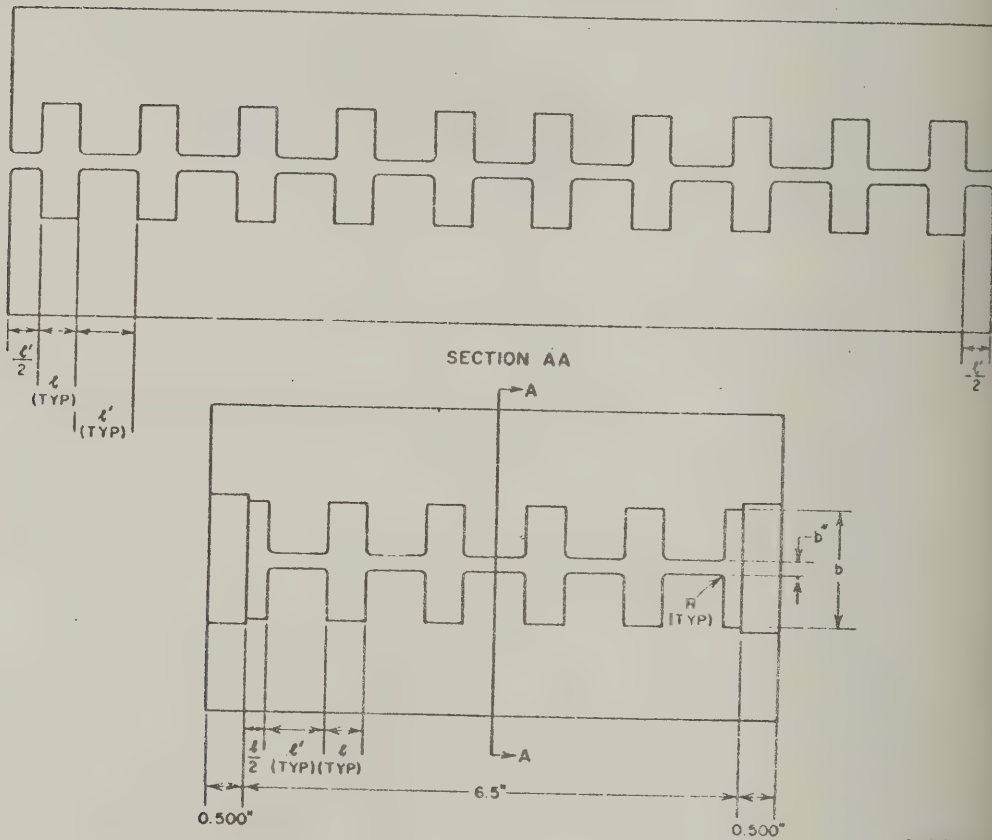 ℓ'/2
ℓ
(TYP)
ℓ'
(TYP)
ℓ'/2
SECTION AA
A
b"
b
R
(TYP)
ℓ/2
ℓ'
(TYP)
ℓ
(TYP)
A
6.5"
0.500"
0.500"